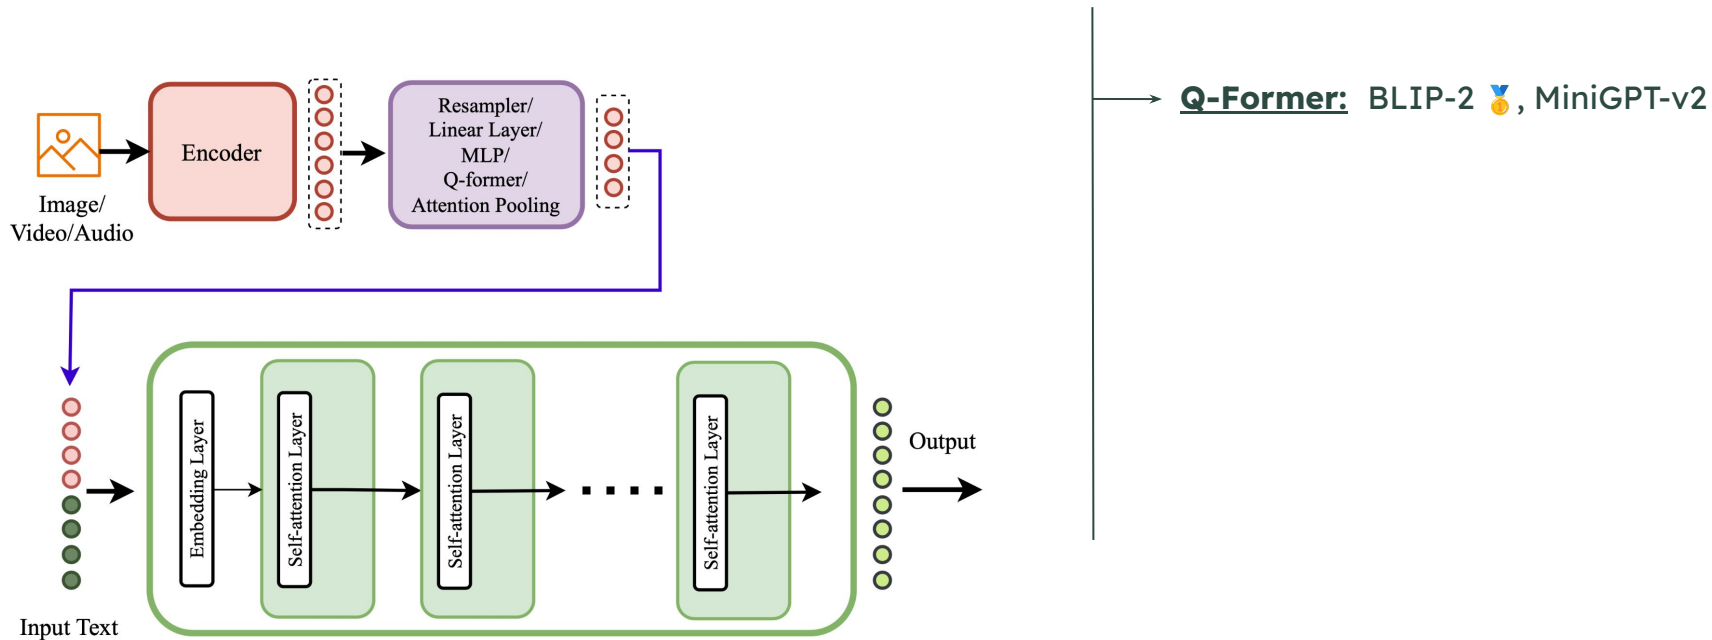 Image/
Video/Audio
Encoder
Resampler/
Linear Layer/
MLP/
Q-former/
Attention Pooling
Input Text
Embedding Layer
Self-attention Layer
Self-attention Layer
Self-attention Layer
Output
Q-Former: BLIP-2 🥇, MiniGPT-v2